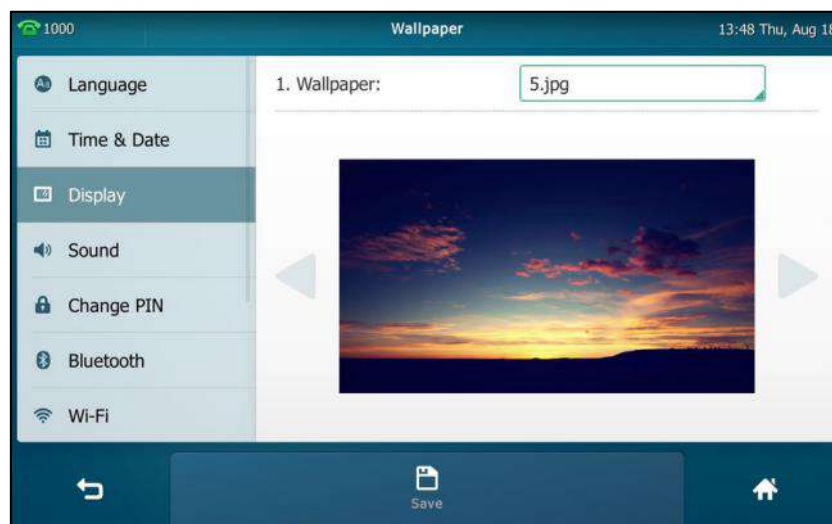 1000
Wallpaper
13:48 Thu, Aug 18
Language
1. Wallpaper:
5.jpg
Time & Date
Display
Sound
Change PIN
Bluetooth
Wi-Fi
Save